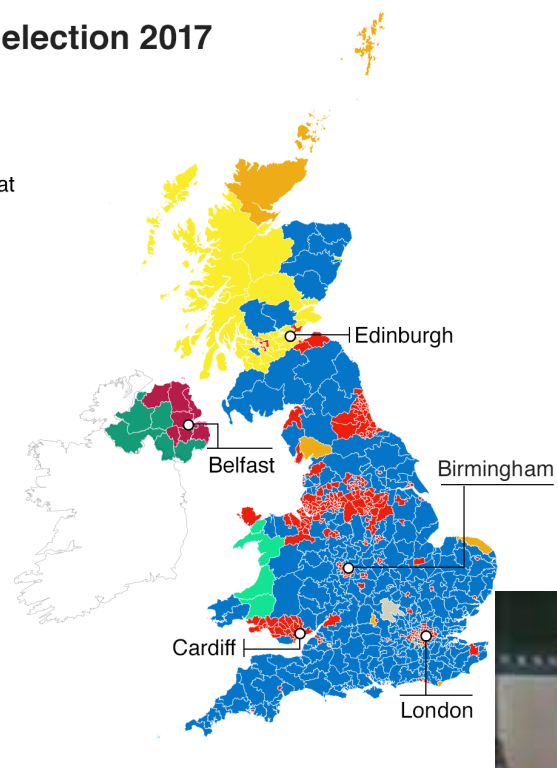 election 2017
at
Edinburgh
Belfast
Birmingham
Cardiff
London